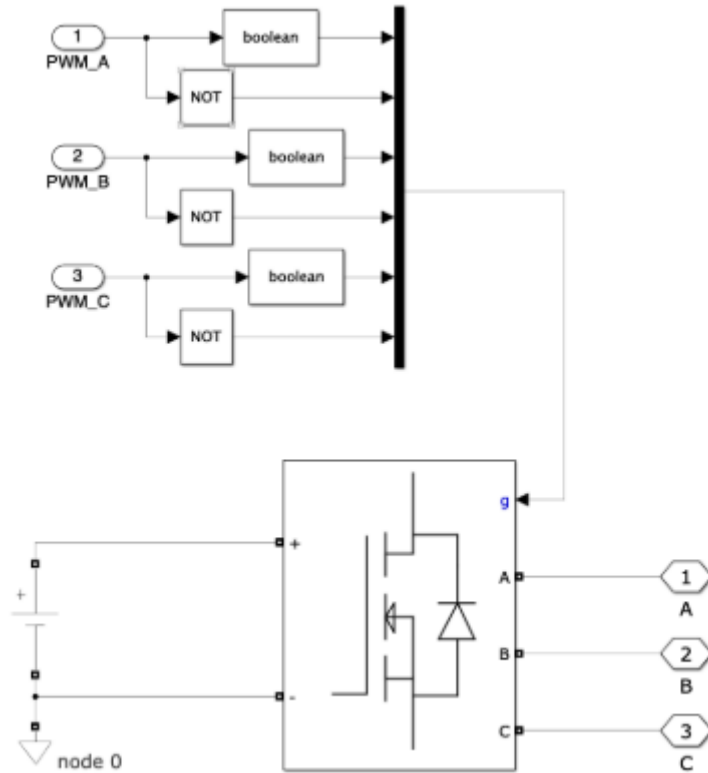 1
boolean
PWM_A
NOT
2
boolean
PWM_B
NOT
3
boolean
PWM_C
NOT
g
+
+
A
1
A
B
2
B
-
C
3
C
node 0